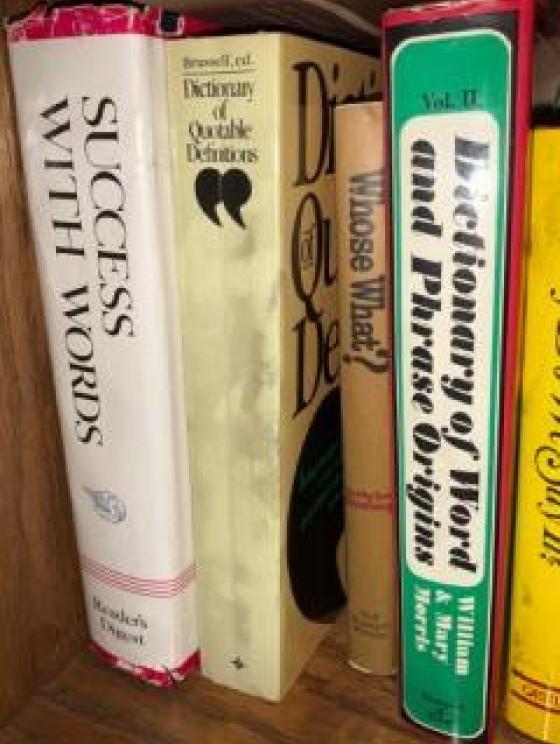 SUCCESS
WITH WORDS
Reader's
Digest
Brussell, ed.
Dictionary
of
Quotable
Definitions
Di
of
Qu
De
Whose What?
Vol. II
Dictionary of Word
and Phrase Origins
William
& Mary
Morris